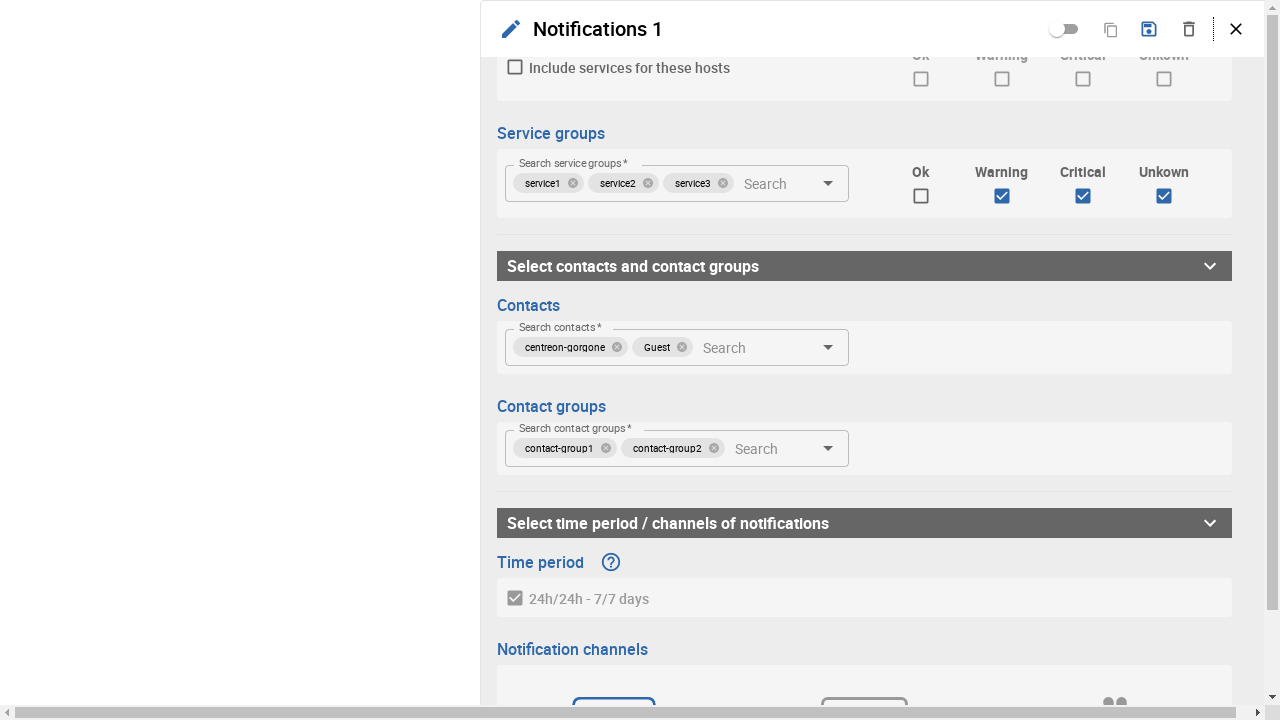 Notifications 1
Ok Warning Critical Unkown
Include services for these hosts
Service groups
Search service groups *
service1 service2 service3 Search
Ok Warning Critical Unkown
Select contacts and contact groups
Contacts
Search contacts *
centreon-gorgone Guest Search
Contact groups
Search contact groups *
contact-group1 contact-group2 Search
Select time period / channels of notifications
Time period
24h/24h - 7/7 days
Notification channels